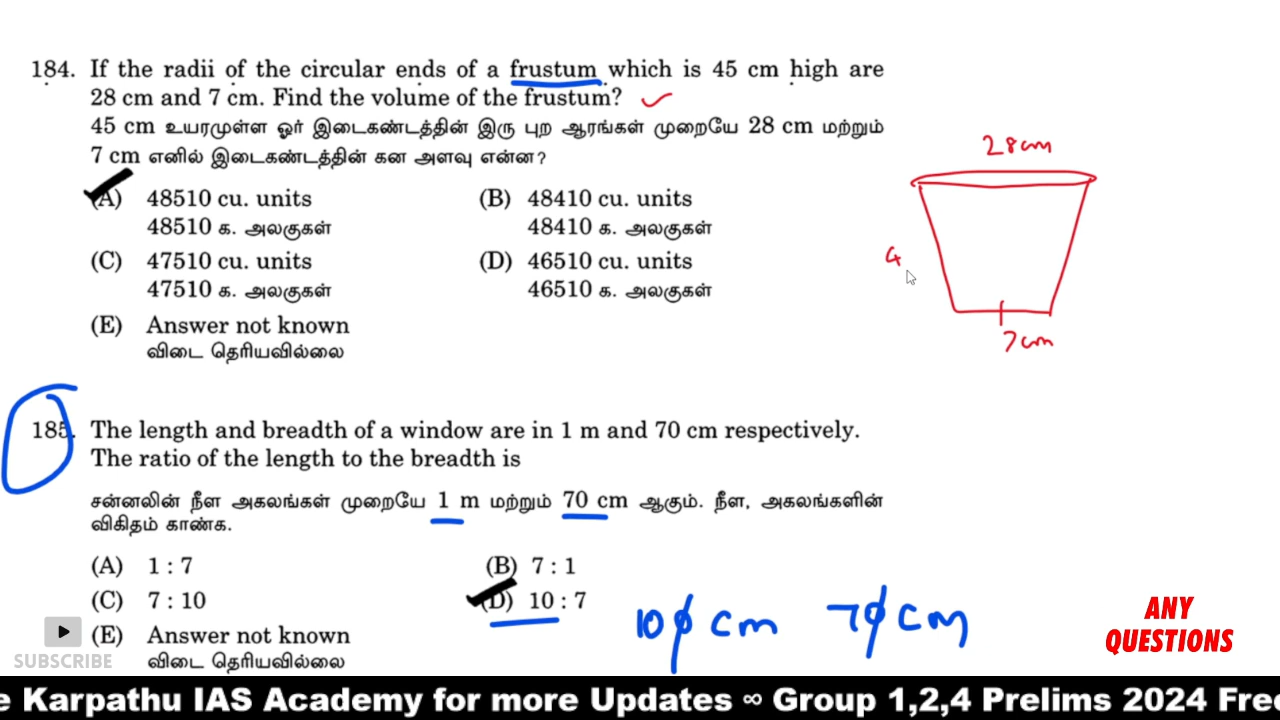 184. If the radii of the circular ends of a frustum which is 45 cm high are
28 cm and 7 cm. Find the volume of the frustum?
45 cm உயரமுள்ள ஓர் இடைகண்டத்தின் இரு புற ஆரங்கள் முறையே 28 cm மற்றும்
7 cm எனில் இடைகண்டத்தின் கன அளவு என்ன?
(A) 48510 cu. units (B) 48410 cu. units
48510 க. அலகுகள் 48410 க. அலகுகள்
(C) 47510 cu. units (D) 46510 cu. units
47510 க. அலகுகள் 46510 க. அலகுகள்
(E) Answer not known
விடை தெரியவில்லை
28cm
4
7cm
185. The length and breadth of a window are in 1 m and 70 cm respectively.
The ratio of the length to the breadth is
சன்னலின் நீள அகலங்கள் முறையே 1 m மற்றும் 70 cm ஆகும். நீள, அகலங்களின்
விகிதம் காண்க.
(A) 1 : 7 (B) 7 : 1
(C) 7 : 10 (D) 10 : 7
100 cm 70 cm
(E) Answer not known
விடை தெரியவில்லை
SUBSCRIBE
ANY
QUESTIONS
e Karpathu IAS Academy for more Updates ∞ Group 1,2,4 Prelims 2024 Free